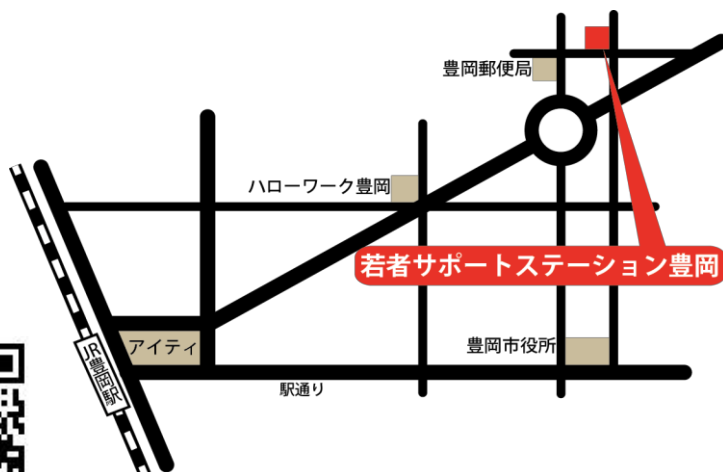 豊岡郵便局
ハローワーク豊岡
若者サポートステーション豊岡
アイティ
豊岡市役所
JR豊岡駅
駅通り